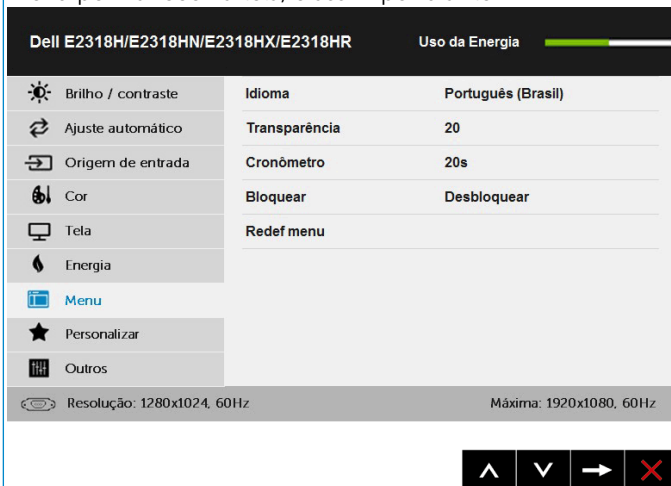 Dell E2318H/E2318HN/E2318HX/E2318HR Uso da Energia
Brilho / contraste Idioma Português (Brasil)
Ajuste automático Transparência 20
Origem de entrada Cronômetro 20s
Cor Bloquear Desbloquear
Tela Redef menu
Energia
Menu
Personalizar
Outros
Resolução: 1280x1024, 60Hz Máxima: 1920x1080, 60Hz